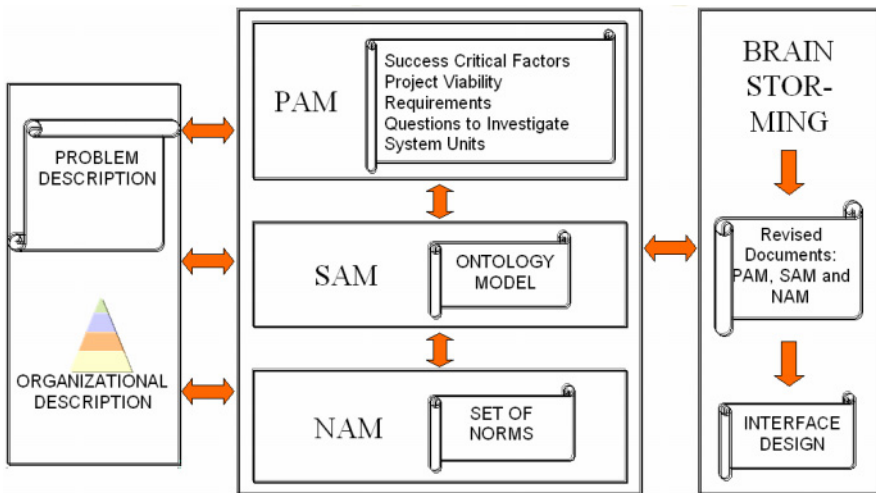 PROBLEM
DESCRIPTION
ORGANIZATIONAL
DESCRIPTION
PAM
Success Critical Factors
Project Viability
Requirements
Questions to Investigate
System Units
SAM
ONTOLOGY
MODEL
NAM
SET OF
NORMS
BRAIN
STOR-
MING
Revised
Documents:
PAM, SAM and
NAM
INTERFACE
DESIGN